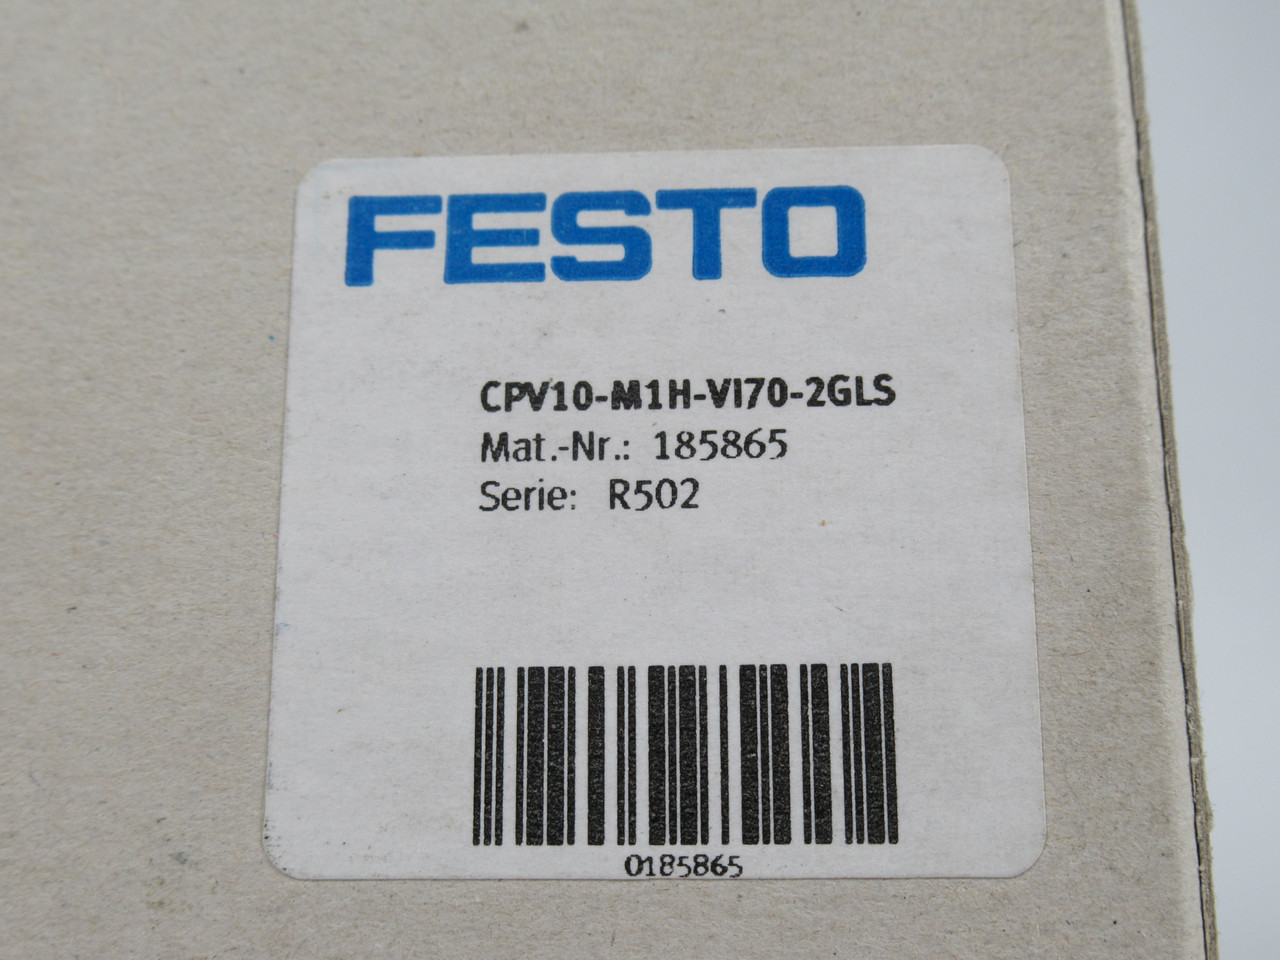 FESTO
CPV10-M1H-VI70-2GLS
Mat.-Nr.: 185865
Serie: R502
0185865